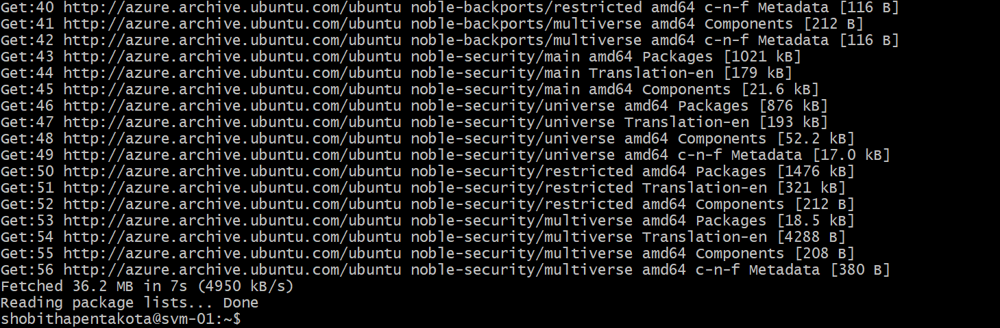 Get:40 http://azure.archive.ubuntu.com/ubuntu noble-backports/restricted amd64 c-n-f Metadata [116 B]
Get:41 http://azure.archive.ubuntu.com/ubuntu noble-backports/multiverse amd64 Components [212 B]
Get:42 http://azure.archive.ubuntu.com/ubuntu noble-backports/multiverse amd64 c-n-f Metadata [116 B]
Get:43 http://azure.archive.ubuntu.com/ubuntu noble-security/main amd64 Packages [1021 kB]
Get:44 http://azure.archive.ubuntu.com/ubuntu noble-security/main Translation-en [179 kB]
Get:45 http://azure.archive.ubuntu.com/ubuntu noble-security/main amd64 Components [21.6 kB]
Get:46 http://azure.archive.ubuntu.com/ubuntu noble-security/universe amd64 Packages [876 kB]
Get:47 http://azure.archive.ubuntu.com/ubuntu noble-security/universe Translation-en [193 kB]
Get:48 http://azure.archive.ubuntu.com/ubuntu noble-security/universe amd64 Components [52.2 kB]
Get:49 http://azure.archive.ubuntu.com/ubuntu noble-security/universe amd64 c-n-f Metadata [17.0 kB]
Get:50 http://azure.archive.ubuntu.com/ubuntu noble-security/restricted amd64 Packages [1476 kB]
Get:51 http://azure.archive.ubuntu.com/ubuntu noble-security/restricted Translation-en [321 kB]
Get:52 http://azure.archive.ubuntu.com/ubuntu noble-security/restricted amd64 Components [212 B]
Get:53 http://azure.archive.ubuntu.com/ubuntu noble-security/multiverse amd64 Packages [18.5 kB]
Get:54 http://azure.archive.ubuntu.com/ubuntu noble-security/multiverse Translation-en [4288 B]
Get:55 http://azure.archive.ubuntu.com/ubuntu noble-security/multiverse amd64 Components [208 B]
Get:56 http://azure.archive.ubuntu.com/ubuntu noble-security/multiverse amd64 c-n-f Metadata [380 B]
Fetched 36.2 MB in 7s (4950 kB/s)
Reading package lists... Done
shobithapentakota@svm-01:~$